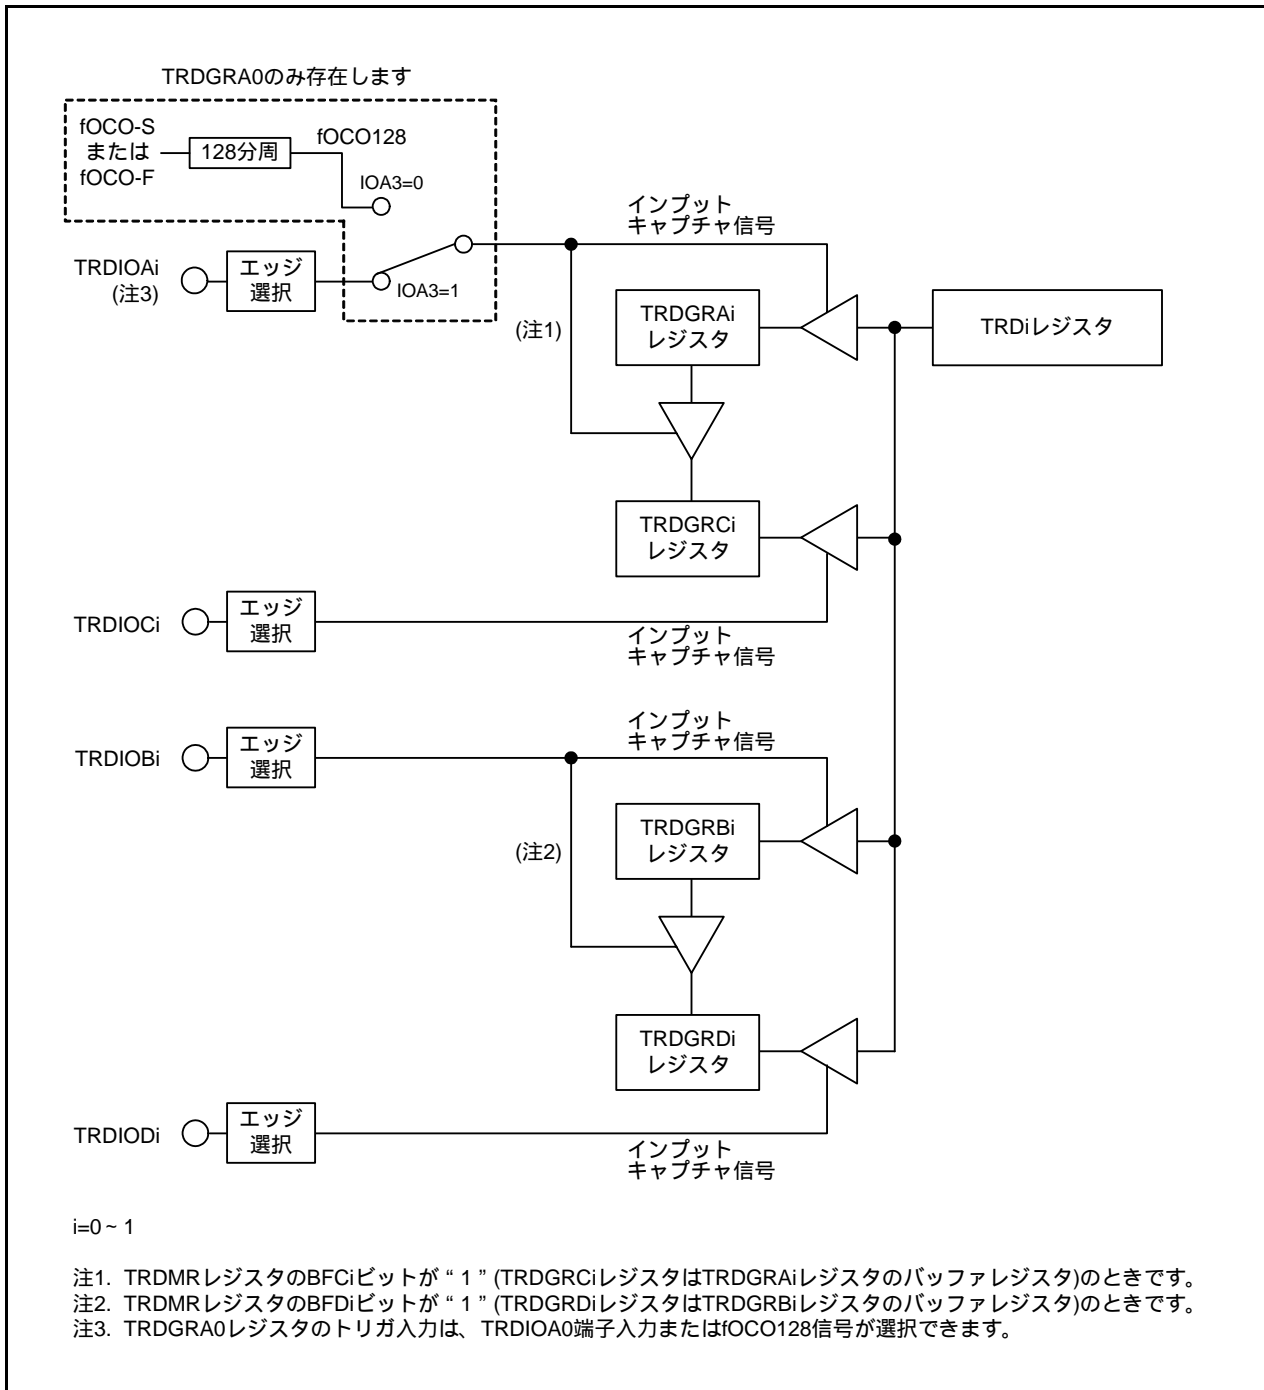 TRDGRA0のみ存在します
fOCO-S
または
fOCO-F
128分周
fOCO128
IOA3=0
インプット
キャプチャ信号
TRDIOAi
(注3)
エッジ
選択
IOA3=1
(注1)
TRDGRAi
レジスタ
TRDiレジスタ
TRDGRCi
レジスタ
TRDIOCi
エッジ
選択
インプット
キャプチャ信号
インプット
キャプチャ信号
TRDIOBi
エッジ
選択
(注2)
TRDGRBi
レジスタ
TRDGRDi
レジスタ
TRDIODi
エッジ
選択
インプット
キャプチャ信号
i=0 ~ 1
注1. TRDMRレジスタのBFCiビットが “ 1 ” (TRDGRCiレジスタはTRDGRAiレジスタのバッファレジスタ)のときです。
注2. TRDMRレジスタのBFDiビットが “ 1 ” (TRDGRDiレジスタはTRDGRBiレジスタのバッファレジスタ)のときです。
注3. TRDGRA0レジスタのトリガ入力は、TRDIOA0端子入力またはfOCO128信号が選択できます。